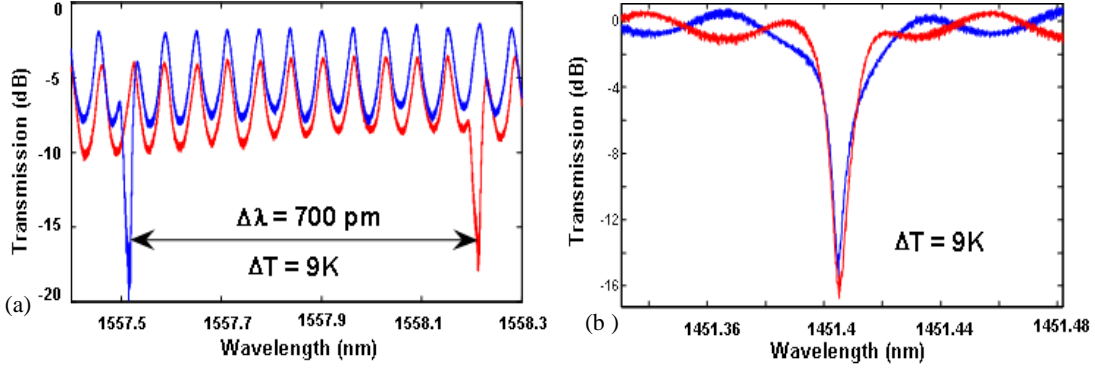 0
-5
-10
-15
-20
Transmission (dB)
Δλ = 700 pm
ΔT = 9K
1557.5 1557.7 1557.9 1558.1 1558.3
Wavelength (nm)
(a)
0
-4
-8
-12
-16
Transmission (dB)
ΔT = 9K
1451.36 1451.4 1451.44 1451.48
Wavelength (nm)
(b )